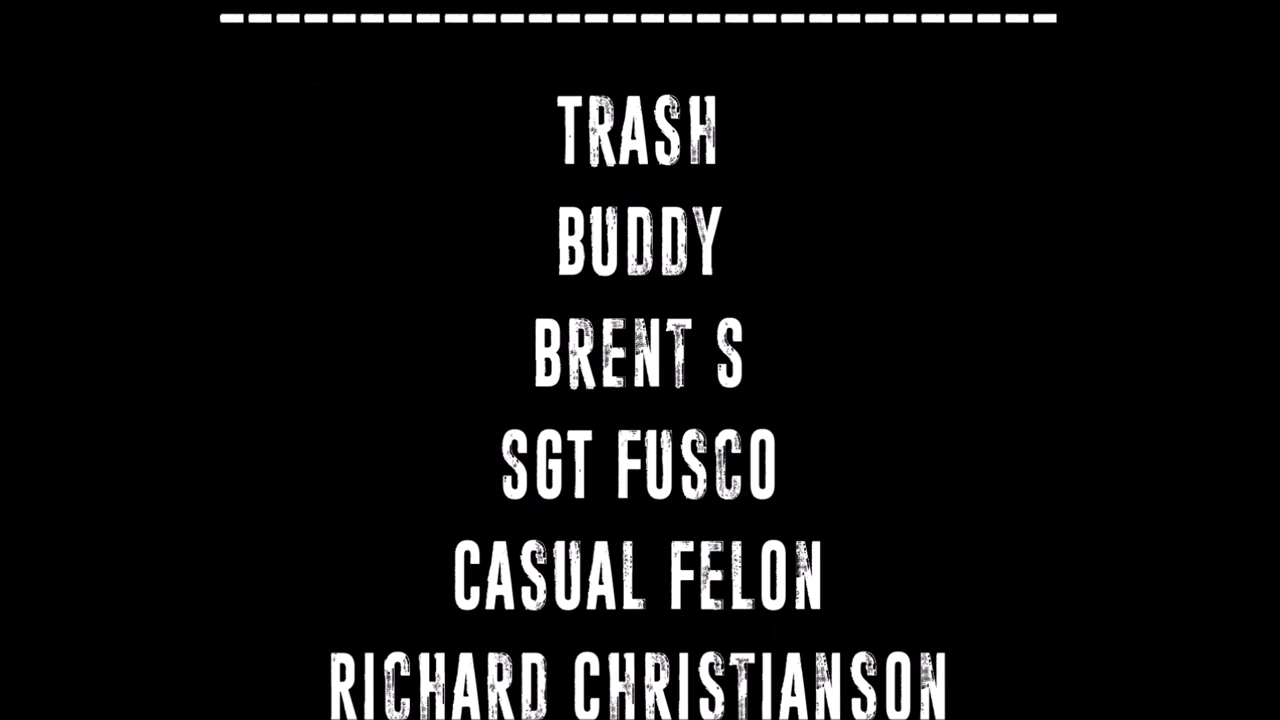 TRASH
BUDDY
BRENT S
SGT FUSCO
CASUAL FELON
RICHARD CHRISTIANSON